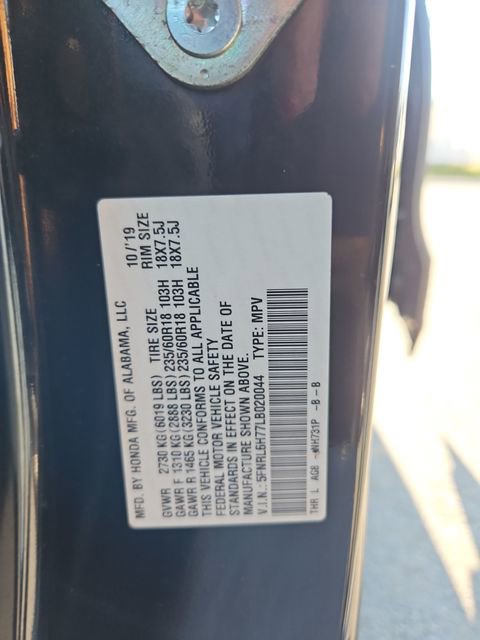 MFD. BY HONDA MFG. OF ALABAMA, LLC 10/'19
TIRE SIZE RIM SIZE
GVWR 2730 KG(6019 LBS)
GAWR F 1310 KG(2888 LBS)235/60R18 103H 18X7.5J
GAWR R 1465 KG(3230 LBS)235/60R18 103H 18X7.5J
THIS VEHICLE CONFORMS TO ALL APPLICABLE
FEDERAL MOTOR VEHICLE SAFETY
STANDARDS IN EFFECT ON THE DATE OF
MANUFACTURE SHOWN ABOVE.
V.I.N.: 5FNRL6H77LB020044 TYPE: MPV
THR L AG8 - NH731P -B -B